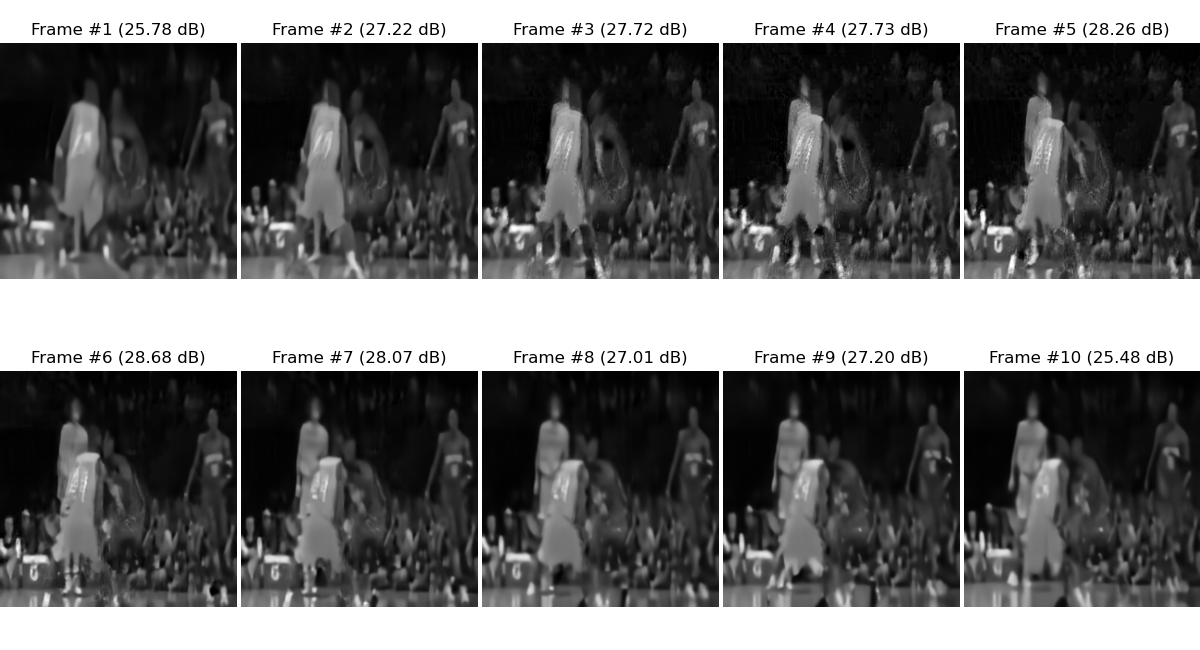 Frame #1 (25.78 dB)
Frame #2 (27.22 dB)
Frame #3 (27.72 dB)
Frame #4 (27.73 dB)
Frame #5 (28.26 dB)
Frame #6 (28.68 dB)
Frame #7 (28.07 dB)
Frame #8 (27.01 dB)
Frame #9 (27.20 dB)
Frame #10 (25.48 dB)